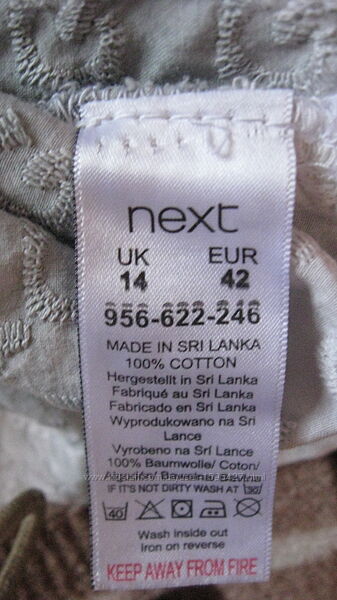 next
UK EUR
14 42
956-622-246
MADE IN SRI LANKA
100% COTTON
Hergestellt in Sri Lanka
Fabriqué au Sri Lanka
Fabricado en Sri Lanka
Wyprodukowano na Sri
Lance
Vyrobeno na Srí Lance
100% Baumwolle/ Coton/
IF IT'S NOT DIRTY WASH AT 30
40
Wash inside out
Iron on reverse
KEEP AWAY FROM FIRE